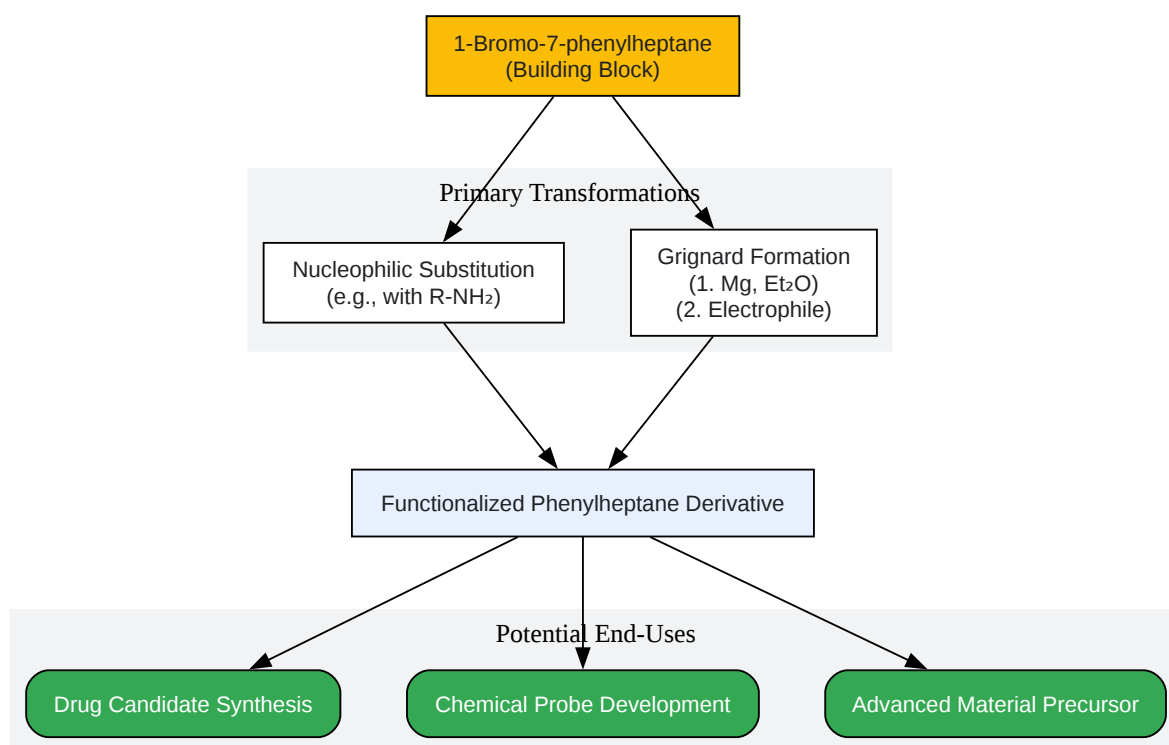 1-Bromo-7-phenylheptane
(Building Block)
Primary Transformations
Nucleophilic Substitution
(e.g., with R-NH₂)
Grignard Formation
(1. Mg, Et₂O)
(2. Electrophile)
Functionalized Phenylheptane Derivative
Potential End-Uses
Drug Candidate Synthesis
Chemical Probe Development
Advanced Material Precursor